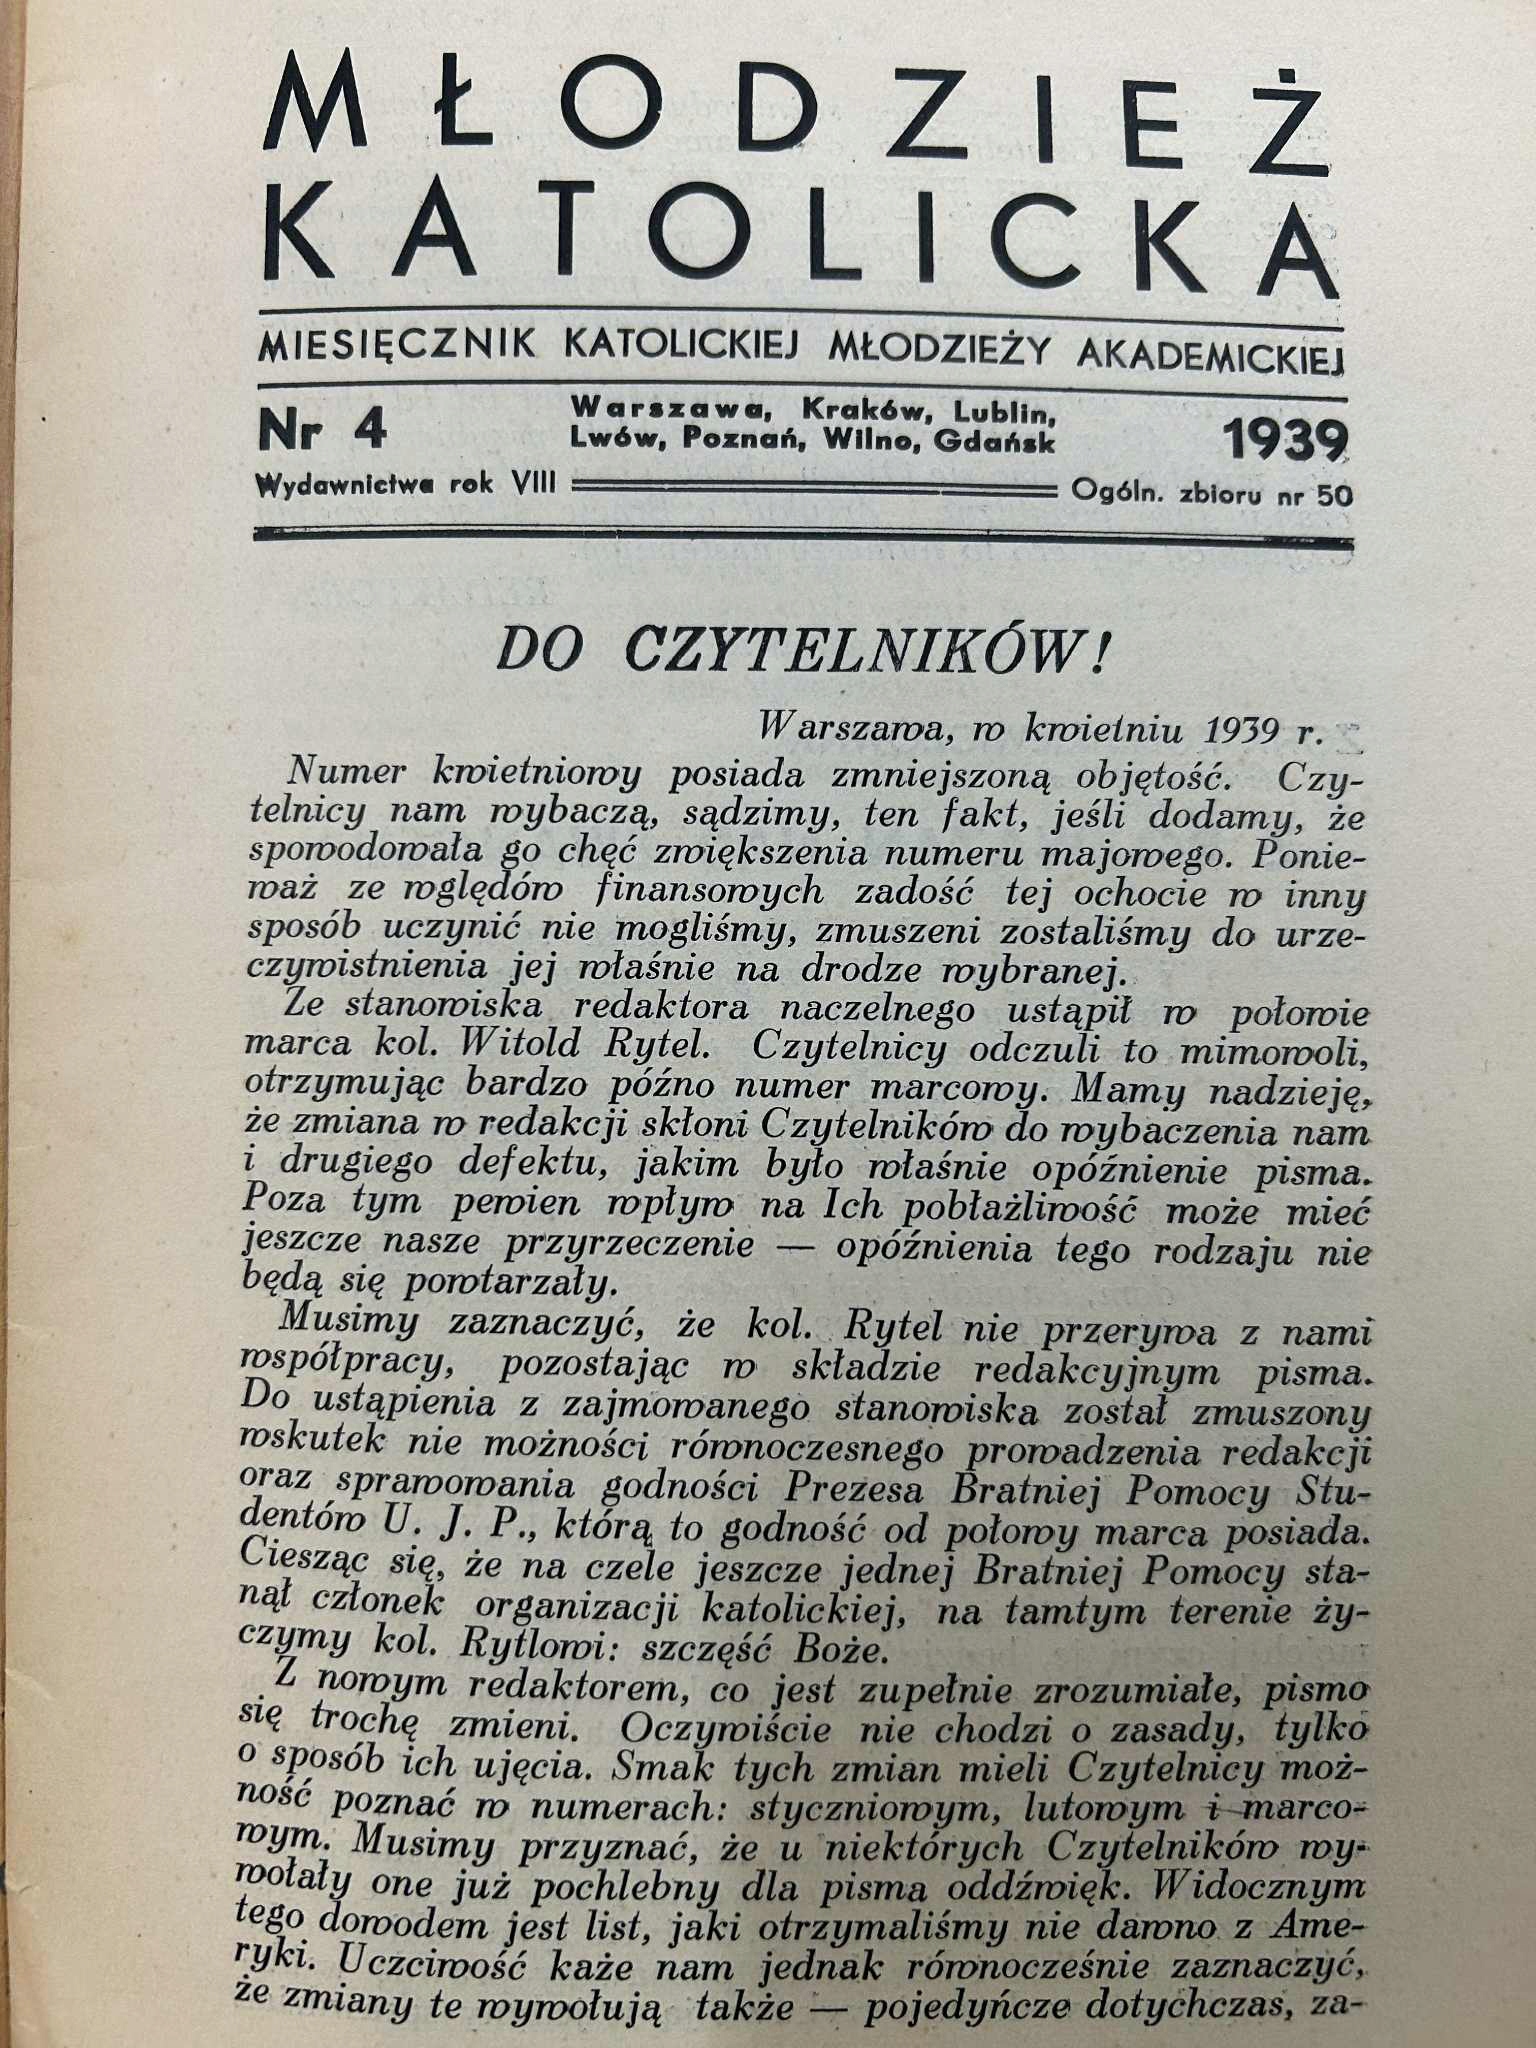 MŁODZIEŻ
KATOLICKA
MIESIĘCZNIK KATOLICKIEJ MŁODZIEŻY AKADEMICKIEJ
Nr 4
Warszawa, Kraków, Lublin,
Lwów, Poznań, Wilno, Gdańsk
1939
Wydawnictwa rok VIII
Ogóln. zbioru nr 50
DO CZYTELNIKÓW!
Warszawa, w kwietniu 1939 r.
Numer kwietniowy posiada zmniejszoną objętość. Czy-
telnicy nam wybaczą, sądzimy, ten fakt, jeśli dodamy, że
spowodowała go chęć zwiększenia numeru majowego. Ponie-
waż ze względów finansowych zadość tej ochocie w inny
sposób uczynić nie mogliśmy, zmuszeni zostaliśmy do urze-
czywistnienia jej właśnie na drodze wybranej.
Ze stanowiska redaktora naczelnego ustąpił w połowie
marca kol. Witold Rytel. Czytelnicy odczuli to mimowoli,
otrzymując bardzo późno numer marcowy. Mamy nadzieję,
że zmiana w redakcji skłoni Czytelników do wybaczenia nam
i drugiego defektu, jakim było właśnie opóźnienie pisma.
Poza tym pewien wpływ na Ich pobłażliwość może mieć
jeszcze nasze przyrzeczenie — opóźnienia tego rodzaju nie
będą się powtarzały.
Musimy zaznaczyć, że kol. Rytel nie przerywa z nami
współpracy, pozostając w składzie redakcyjnym pisma.
Do ustąpienia z zajmowanego stanowiska został zmuszony
wskutek nie możności równoczesnego prowadzenia redakcji
oraz sprawowania godności Prezesa Bratniej Pomocy Stu-
dentów U. J. P., którą to godność od połowy marca posiada.
Ciesząc się, że na czele jeszcze jednej Bratniej Pomocy sta-
nął członek organizacji katolickiej, na tamtym terenie ży-
czymy kol. Rytlowi: szczęść Boże.
Z nowym redaktorem, co jest zupełnie zrozumiałe, pismo
się trochę zmieni. Oczywiście nie chodzi o zasady, tylko
o sposób ich ujęcia. Smak tych zmian mieli Czytelnicy moż-
ność poznać w numerach: styczniowym, lutowym i marco-
wym. Musimy przyznać, że u niektórych Czytelników wy-
wołały one już pochlebny dla pisma oddźwięk. Widocznym
tego dowodem jest list, jaki otrzymaliśmy nie dawno z Ame-
ryki. Uczciwość każe nam jednak równocześnie zaznaczyć,
że zmiany te wywołują także — pojedyńcze dotychczas, za-